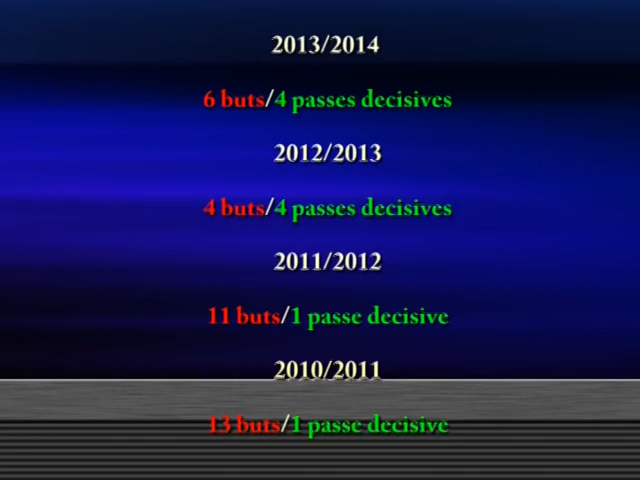 2013/2014
6 buts/4 passes decisives
2012/2013
4 buts/4 passes decisives
2011/2012
11 buts/1 passe decisive
2010/2011
13 buts/1 passe decisive